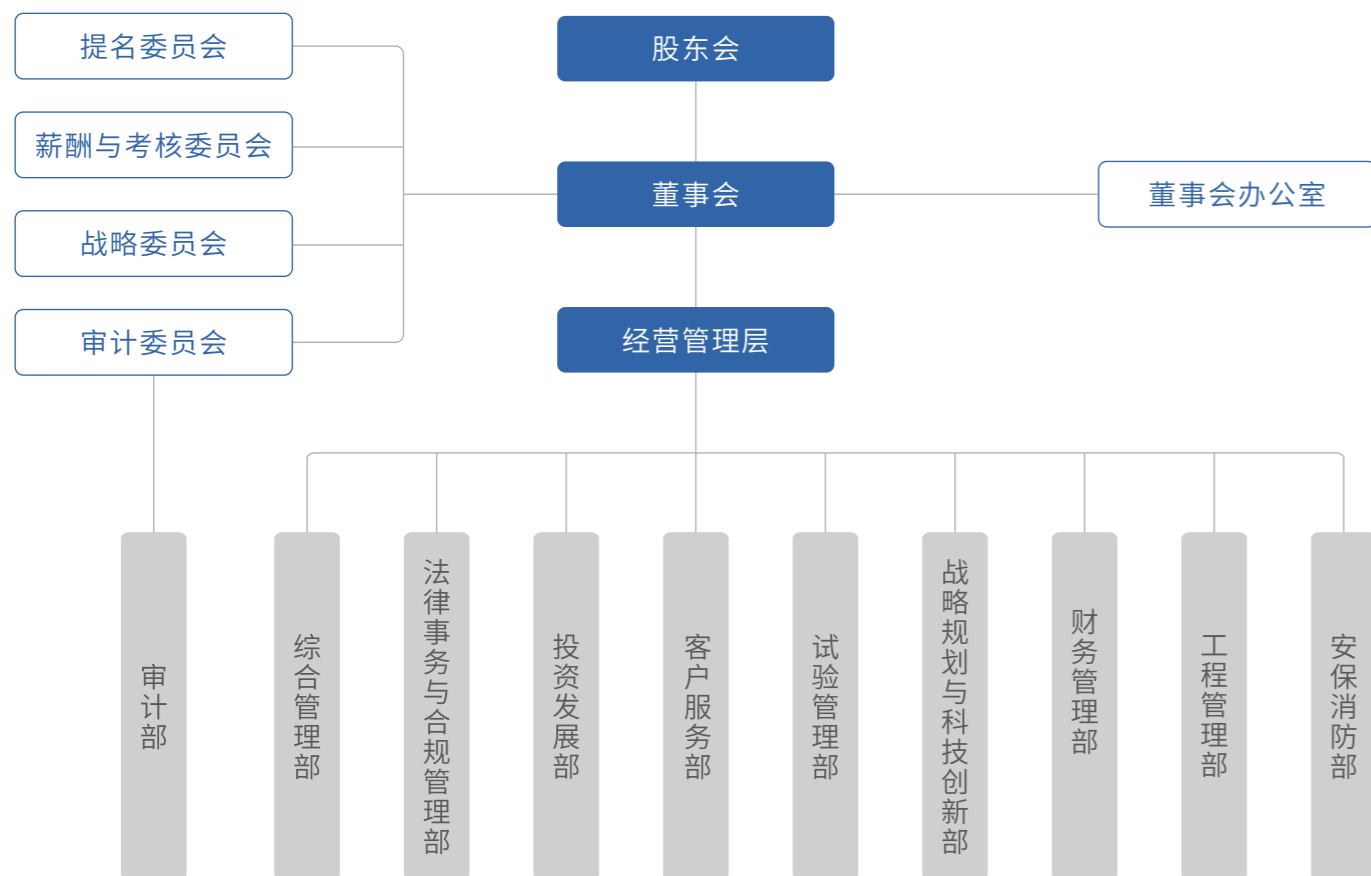 提名委员会
股东会
薪酬与考核委员会
董事会
董事会办公室
战略委员会
审计委员会
经营管理层
审计部
综合管理部
法律事务与合规管理部
投资发展部
客户服务部
试验管理部
战略规划与科技创新部
财务管理部
工程管理部
安保消防部